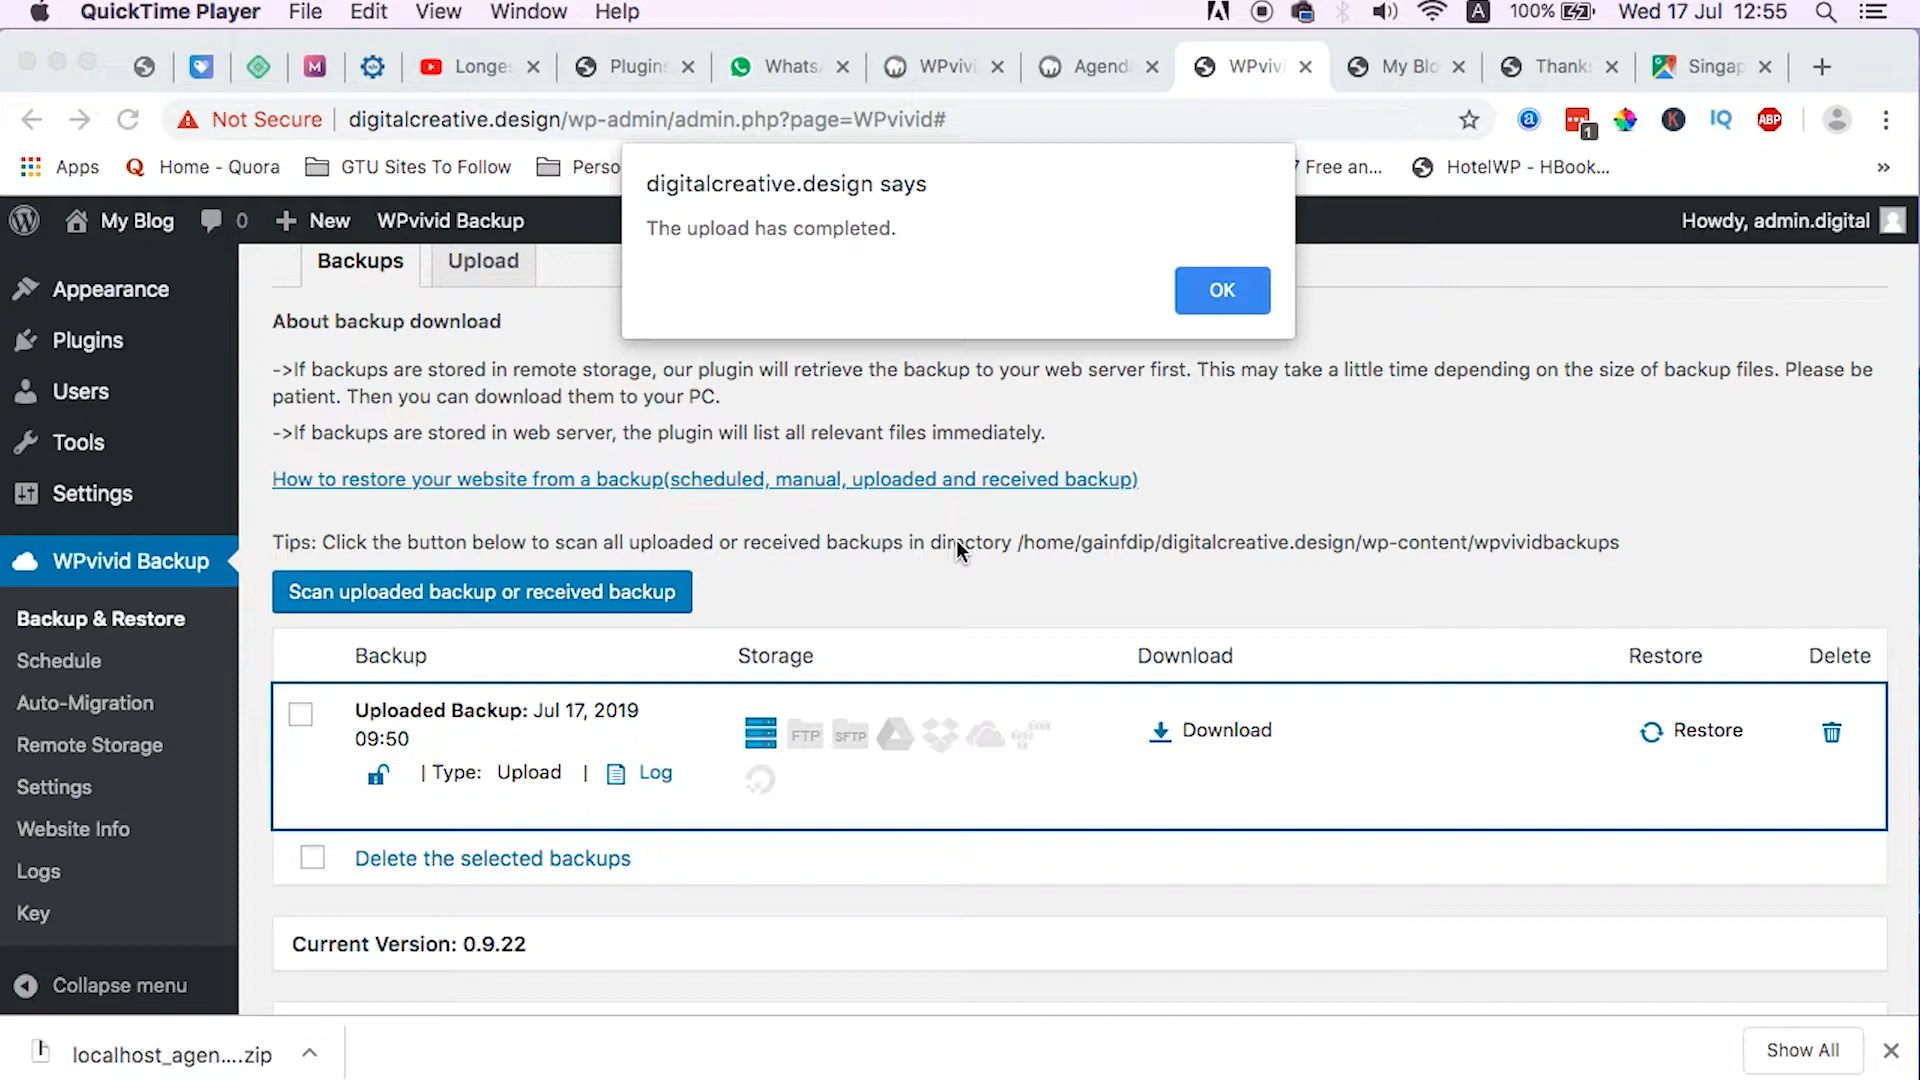 QuickTime Player File Edit View Window Help A 100% Wed 17 Jul 12:55
M Longe Plugin WhatsA WPvivi Agend WPvivi My Blo Thank Singap
Not Secure digitalcreative.design/wp-admin/admin.php?page=WPvivid# a 1 K IQ ABP
Apps Home - Quora GTU Sites To Follow Perso Free an... HotelWP - HBook... »
digitalcreative.design says
The upload has completed.
OK
My Blog 0 New WPvivid Backup Howdy, admin.digital
Backups Upload
Appearance
Plugins
Users
Tools
Settings
WPvivid Backup
Backup & Restore
Schedule
Auto-Migration
Remote Storage
Settings
Website Info
Logs
Key
Collapse menu
About backup download
->If backups are stored in remote storage, our plugin will retrieve the backup to your web server first. This may take a little time depending on the size of backup files. Please be
patient. Then you can download them to your PC.
->If backups are stored in web server, the plugin will list all relevant files immediately.
How to restore your website from a backup(scheduled, manual, uploaded and received backup)
Tips: Click the button below to scan all uploaded or received backups in directory /home/gainfdip/digitalcreative.design/wp-content/wpvividbackups
Scan uploaded backup or received backup
Backup Storage Download Restore Delete
Uploaded Backup: Jul 17, 2019
09:50
FTP SFTP Download Restore
| Type: Upload | Log
Delete the selected backups
Current Version: 0.9.22
localhost_agen....zip Show All